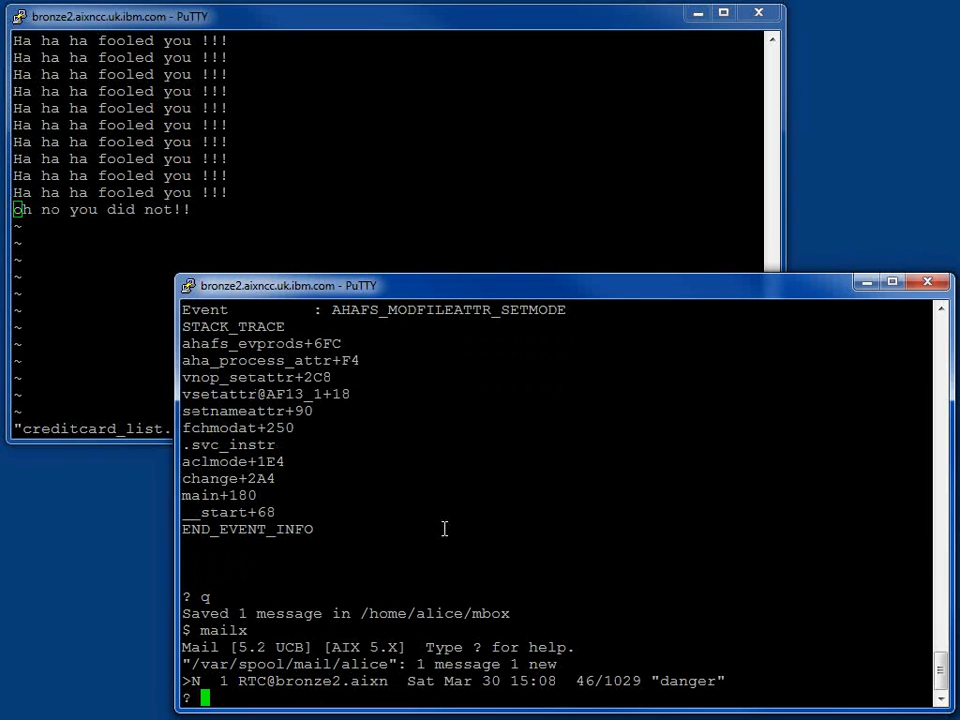 bronze2.aixncc.uk.ibm.com - PuTTY
Ha ha ha fooled you !!!
Ha ha ha fooled you !!!
Ha ha ha fooled you !!!
Ha ha ha fooled you !!!
Ha ha ha fooled you !!!
Ha ha ha fooled you !!!
Ha ha ha fooled you !!!
Ha ha ha fooled you !!!
Ha ha ha fooled you !!!
Ha ha ha fooled you !!!
oh no you did not!!
~
~
~
~
~
~
~
~
~
~
~
~
"creditcard_list.
bronze2.aixncc.uk.ibm.com - PuTTY
Event          : AHAFS_MODFILEATTR_SETMODE
STACK_TRACE
ahafs_evprods+6FC
aha_process_attr+F4
vnop_setattr+2C8
vsetattr@AF13_1+18
setnameattr+90
fchmodat+250
.svc_instr
aclmode+1E4
change+2A4
main+180
__start+68
END_EVENT_INFO
? q
Saved 1 message in /home/alice/mbox
$ mailx
Mail [5.2 UCB] [AIX 5.X]  Type ? for help.
"/var/spool/mail/alice": 1 message 1 new
>N  1 RTC@bronze2.aixn  Sat Mar 30 15:08  46/1029 "danger"
?